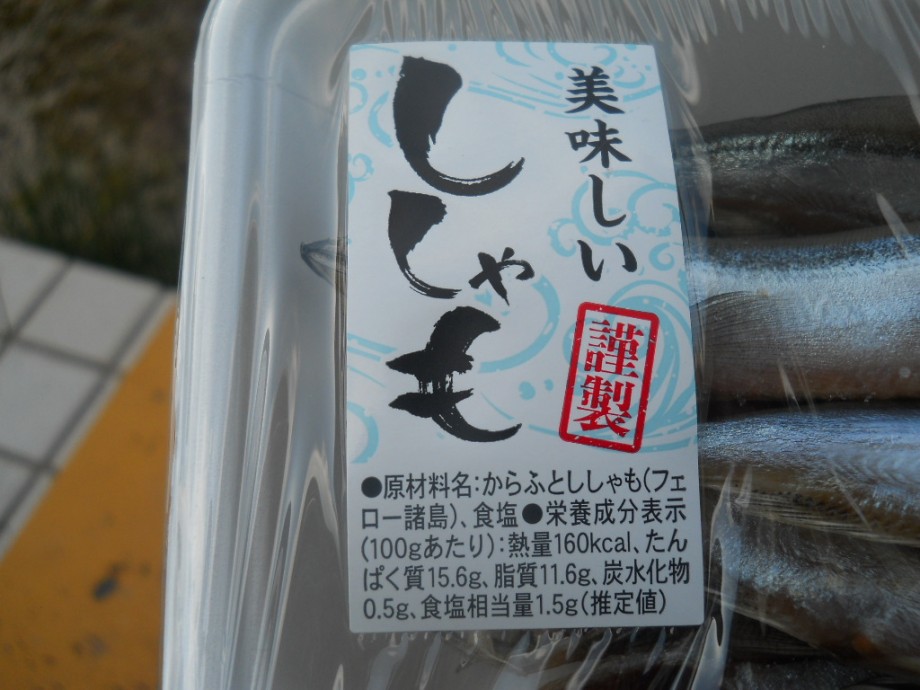 美味しい
ししゃも
謹製
●原材料名:からふとししゃも(フェ
ロー諸島)、食塩●栄養成分表示
(100gあたり):熱量160kcal、たん
ぱく質15.6g、脂質11.6g、炭水化物
0.5g、食塩相当量1.5g(推定値)